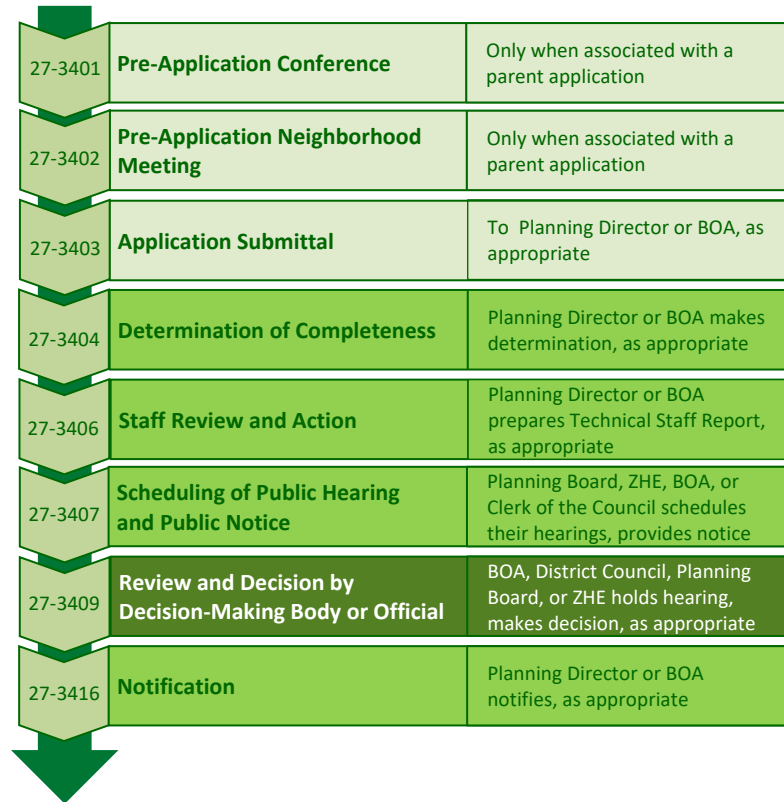 27-3401
Pre-Application Conference
Only when associated with a
parent application
27-3402
Pre-Application Neighborhood
Meeting
Only when associated with a
parent application
27-3403
Application Submittal
To Planning Director or BOA, as
appropriate
27-3404
Determination of Completeness
Planning Director or BOA makes
determination, as appropriate
27-3406
Staff Review and Action
Planning Director or BOA
prepares Technical Staff Report,
as appropriate
27-3407
Scheduling of Public Hearing
and Public Notice
Planning Board, ZHE, BOA, or
Clerk of the Council schedules
their hearings, provides notice
27-3409
Review and Decision by
Decision-Making Body or Official
BOA, District Council, Planning
Board, or ZHE holds hearing,
makes decision, as appropriate
27-3416
Notification
Planning Director or BOA
notifies, as appropriate